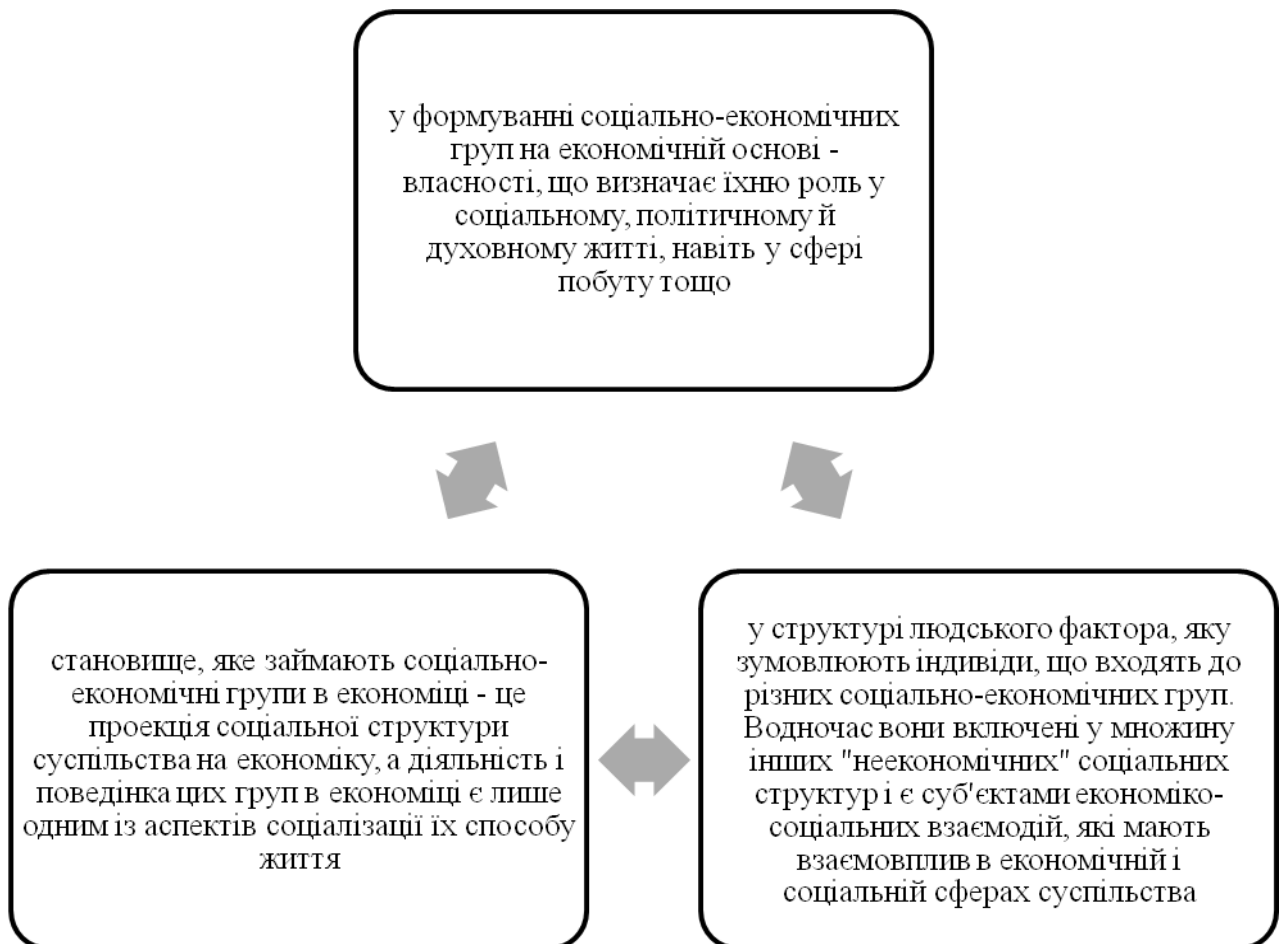 у формуванні соціально-економічних
груп на економічній основі -
власності, що визначає їхню роль у
соціальному, політичному й
духовному житті, навіть у сфері
побуту тощо
становище, яке займають соціально-
економічні групи в економіці - це
проекція соціальної структури
суспільства на економіку, а діяльність і
поведінка цих груп в економіці є лише
одним із аспектів соціалізації їх способу
життя
у структурі людського фактора, яку
зумовлюють індивіди, що входять до
різних соціально-економічних груп.
Водночас вони включені у множину
інших "неекономічних" соціальних
структур і є суб'єктами економіко-
соціальних взаємодій, які мають
взаємовплив в економічній і
соціальній сферах суспільства